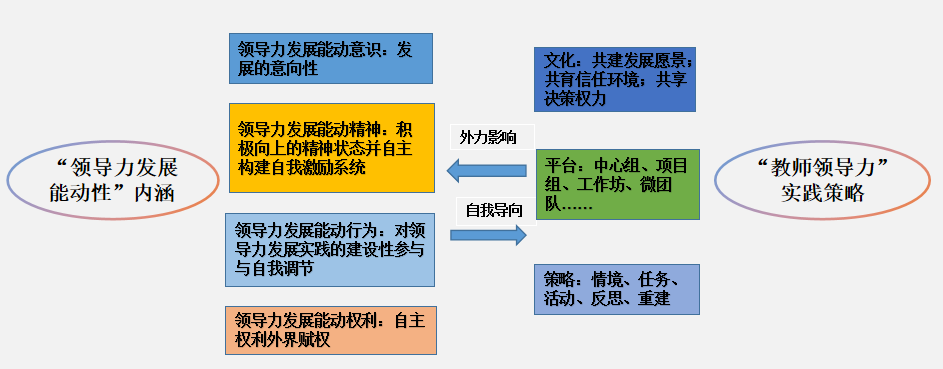 “领导力发展
能动性”内涵
领导力发展能动意识：发
展的意向性
领导力发展能动精神：积
极向上的精神状态并自主
构建自我激励系统
领导力发展能动行为：对领
导力发展实践的建设性参与
与自我调节
领导力发展能动权利：自主
权利外界赋权
外力影响
自我导向
文化：共建发展愿景；
共育信任环境；共享
决策权力
平台：中心组、项目
组、工作坊、微团
队……
策略：情境、任务、
活动、反思、重建
“教师领导力”
实践策略